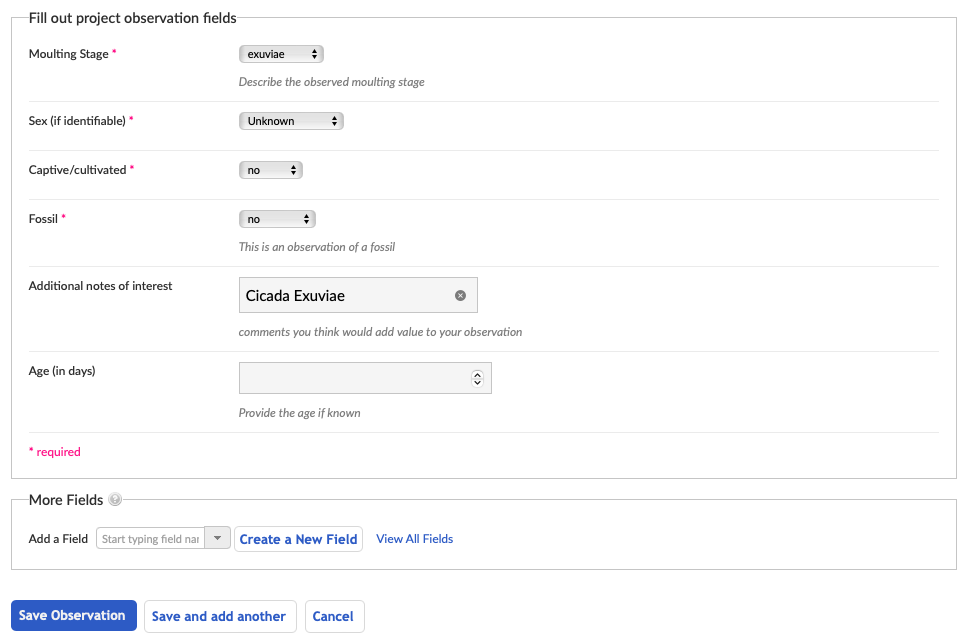 Fill out project observation fields
Moulting Stage * exuviae
Describe the observed moulting stage
Sex (if identifiable) * Unknown
Captive/cultivated * no
Fossil * no
This is an observation of a fossil
Additional notes of interest Cicada Exuviae
comments you think would add value to your observation
Age (in days)
Provide the age if known
* required
More Fields ?
Add a Field Start typing field nar Create a New Field View All Fields
Save Observation Save and add another Cancel